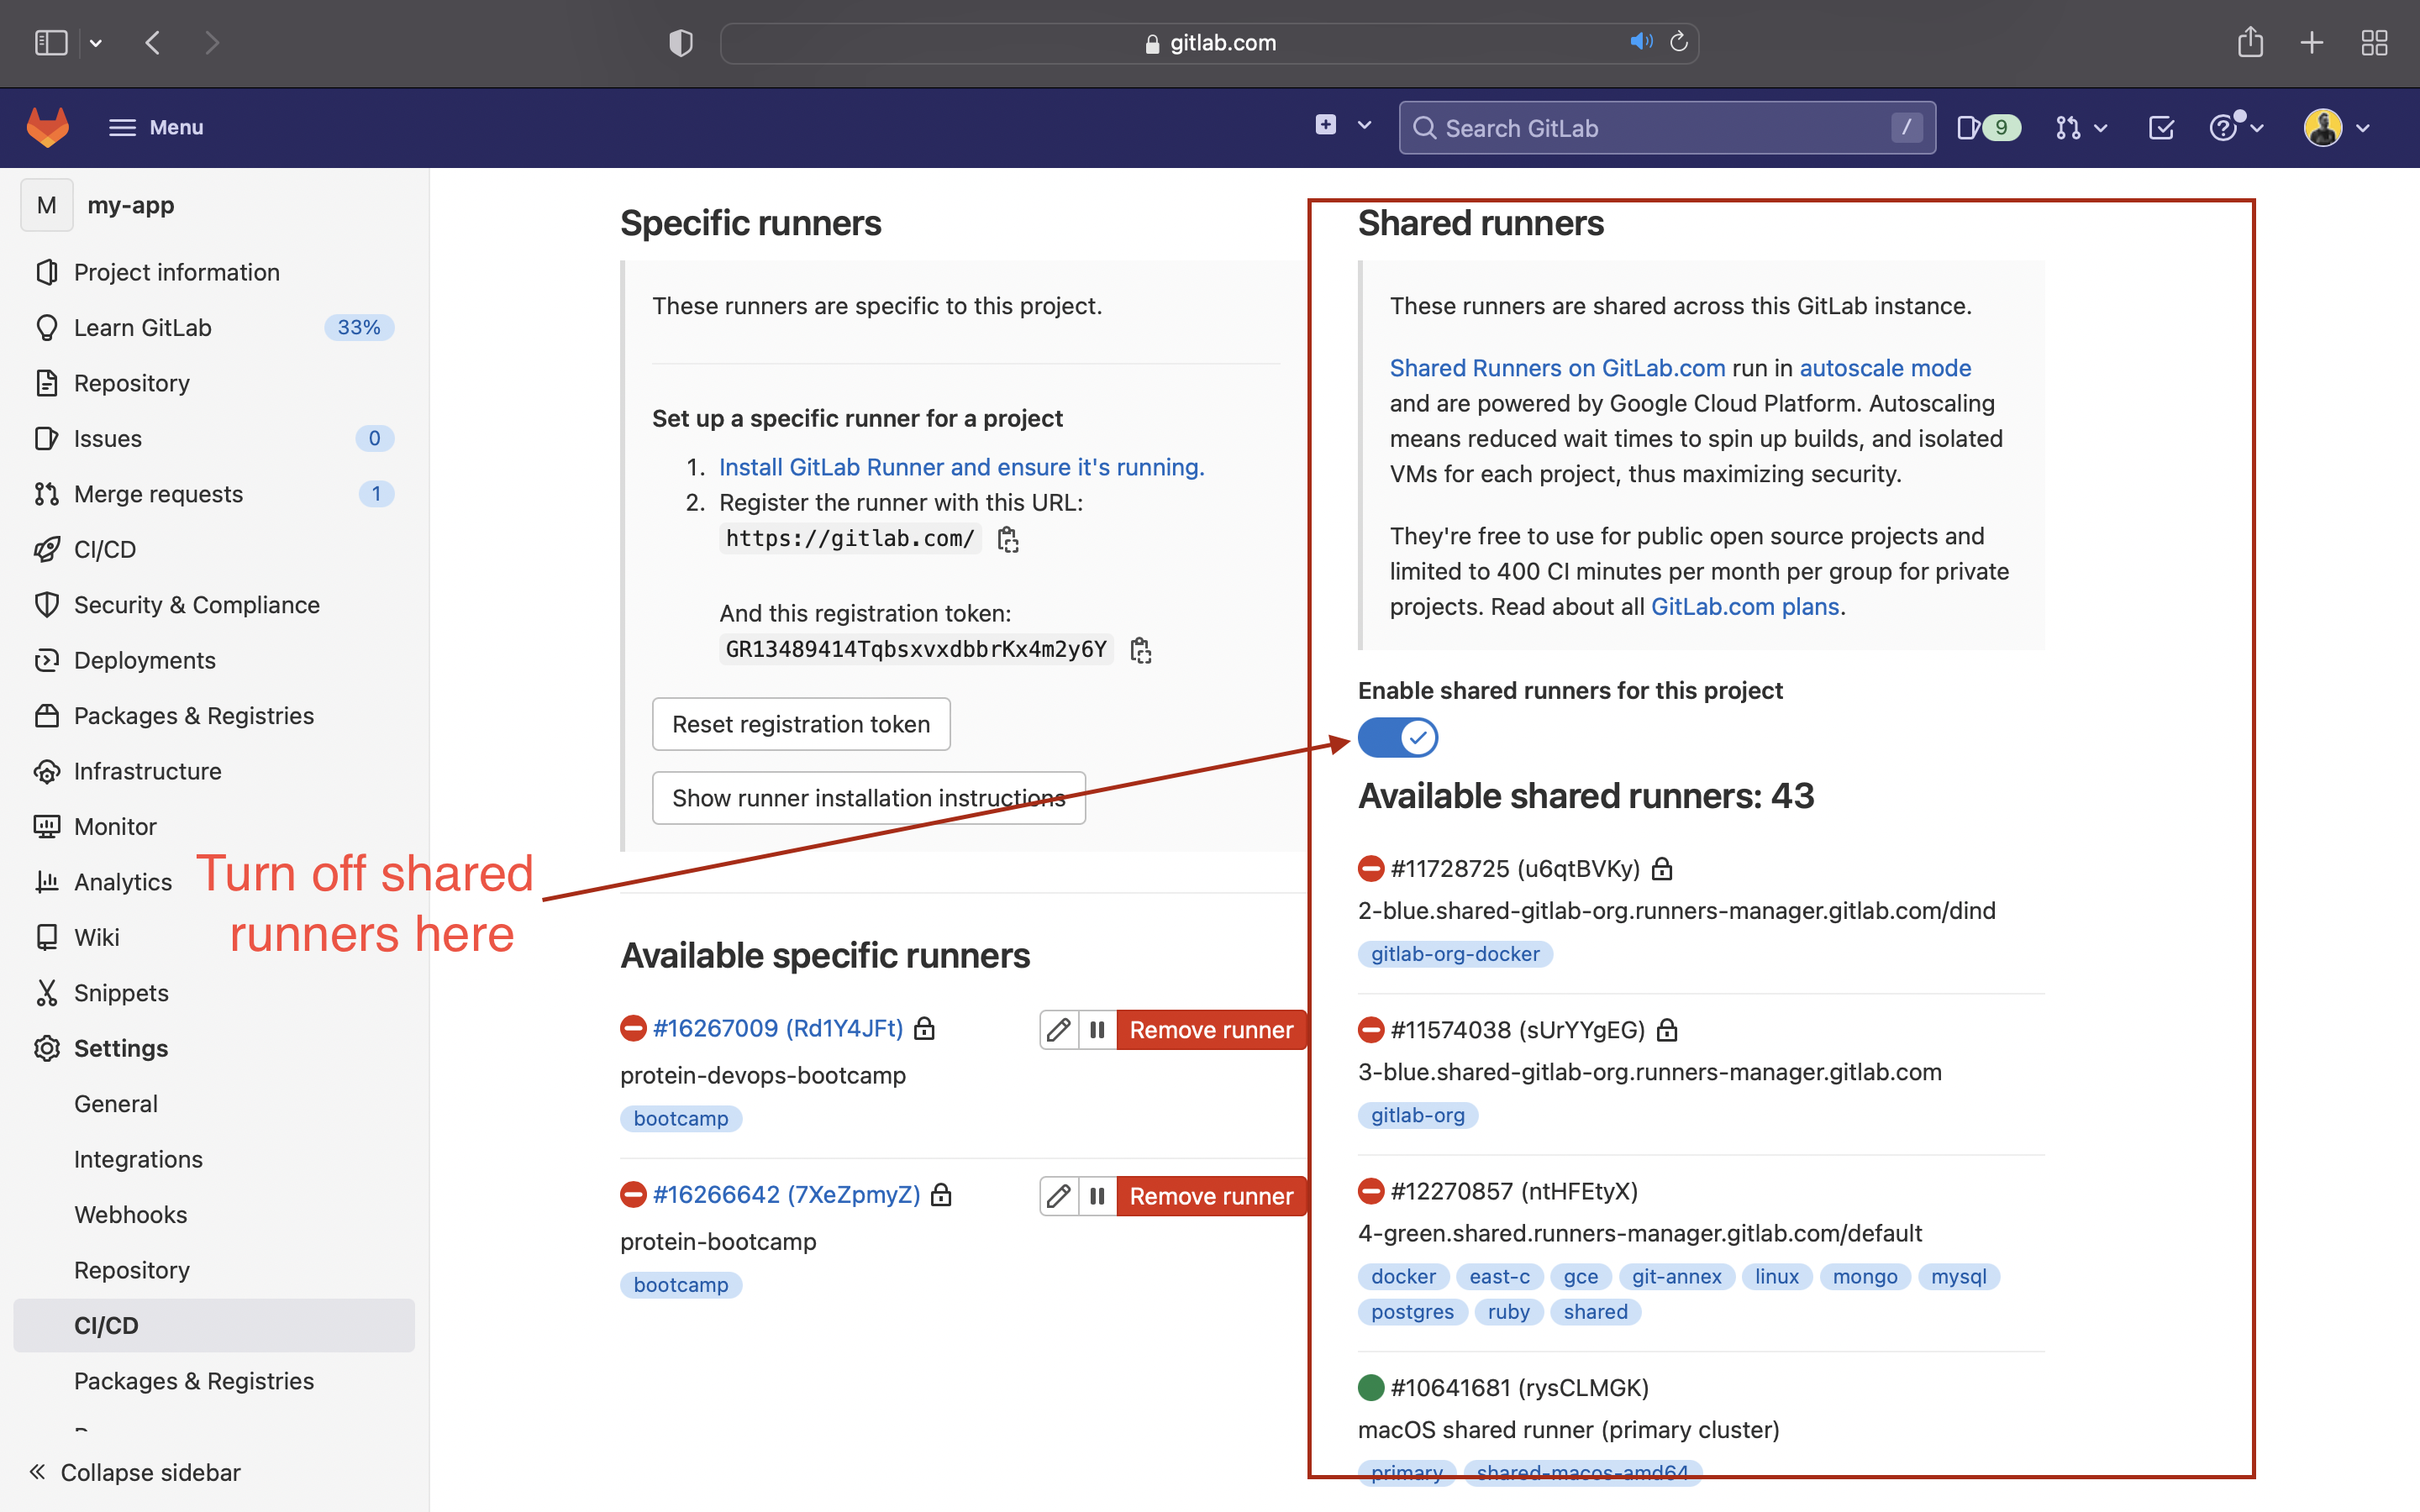 gitlab.com
Menu
Search GitLab
/
9
M
my-app
Project information
Learn GitLab
33%
Repository
Issues
0
Merge requests
1
CI/CD
Security & Compliance
Deployments
Packages & Registries
Infrastructure
Monitor
Analytics
Wiki
Snippets
Settings
General
Integrations
Webhooks
Repository
CI/CD
Packages & Registries
Collapse sidebar
Turn off shared
runners here
Specific runners
These runners are specific to this project.
Set up a specific runner for a project
1. Install GitLab Runner and ensure it's running.
2. Register the runner with this URL:
https://gitlab.com/
And this registration token:
GR13489414TqbsxvxdbbrKx4m2y6Y
Reset registration token
Show runner installation instructions
Available specific runners
#16267009 (Rd1Y4JFt)
Remove runner
protein-devops-bootcamp
bootcamp
#16266642 (7XeZpmyZ)
Remove runner
protein-bootcamp
bootcamp
Shared runners
These runners are shared across this GitLab instance.
Shared Runners on GitLab.com run in autoscale mode
and are powered by Google Cloud Platform. Autoscaling
means reduced wait times to spin up builds, and isolated
VMs for each project, thus maximizing security.
They're free to use for public open source projects and
limited to 400 CI minutes per month per group for private
projects. Read about all GitLab.com plans.
Enable shared runners for this project
Available shared runners: 43
#11728725 (u6qtBVKy)
2-blue.shared-gitlab-org.runners-manager.gitlab.com/dind
gitlab-org-docker
#11574038 (sUrYYgEG)
3-blue.shared-gitlab-org.runners-manager.gitlab.com
gitlab-org
#12270857 (ntHFEtyX)
4-green.shared.runners-manager.gitlab.com/default
docker east-c gce git-annex linux mongo mysql
postgres ruby shared
#10641681 (rysCLMGK)
macOS shared runner (primary cluster)
primary shared-macos-amd64